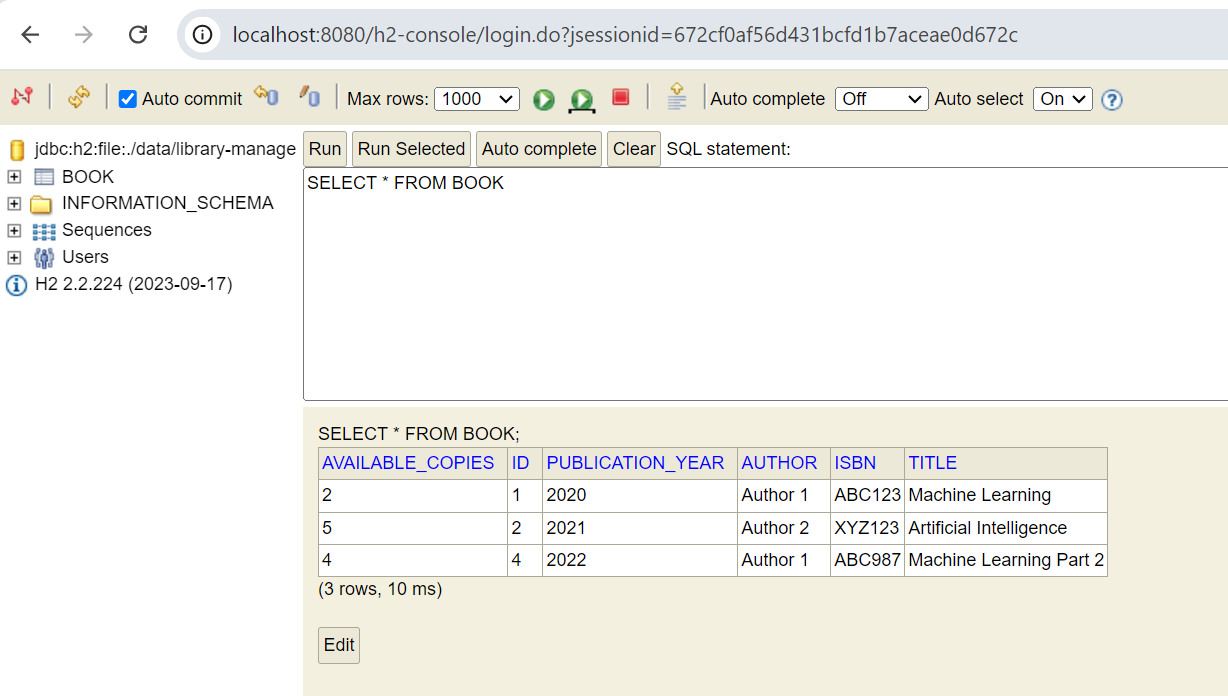 localhost:8080/h2-console/login.do?jsessionid=672cf0af56d431bcfd1b7aceae0d672c
Auto commit Max rows: 1000 Auto complete Off Auto select On ?
jdbc:h2:file:./data/library-manage
BOOK
INFORMATION_SCHEMA
Sequences
Users
H2 2.2.224 (2023-09-17)
Run Run Selected Auto complete Clear SQL statement:
SELECT * FROM BOOK
SELECT * FROM BOOK;
AVAILABLE_COPIES ID PUBLICATION_YEAR AUTHOR ISBN TITLE
2 1 2020 Author 1 ABC123 Machine Learning
5 2 2021 Author 2 XYZ123 Artificial Intelligence
4 4 2022 Author 1 ABC987 Machine Learning Part 2
(3 rows, 10 ms)
Edit